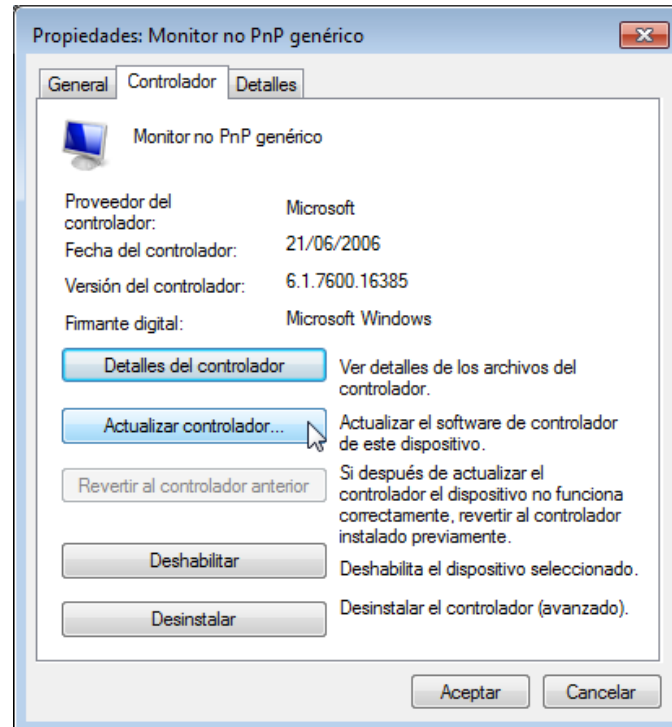 Propiedades: Monitor no PnP genérico
General
Controlador
Detalles
Monitor no PnP genérico
Proveedor del
controlador:
Microsoft
Fecha del controlador:
21/06/2006
Versión del controlador:
6.1.7600.16385
Firmante digital:
Microsoft Windows
Detalles del controlador
Ver detalles de los archivos del
controlador.
Actualizar controlador...
Actualizar el software de controlador
de este dispositivo.
Revertir al controlador anterior
Si después de actualizar el
controlador el dispositivo no funciona
correctamente, revertir al controlador
instalado previamente.
Deshabilitar
Deshabilita el dispositivo seleccionado.
Desinstalar
Desinstalar el controlador (avanzado).
Aceptar
Cancelar